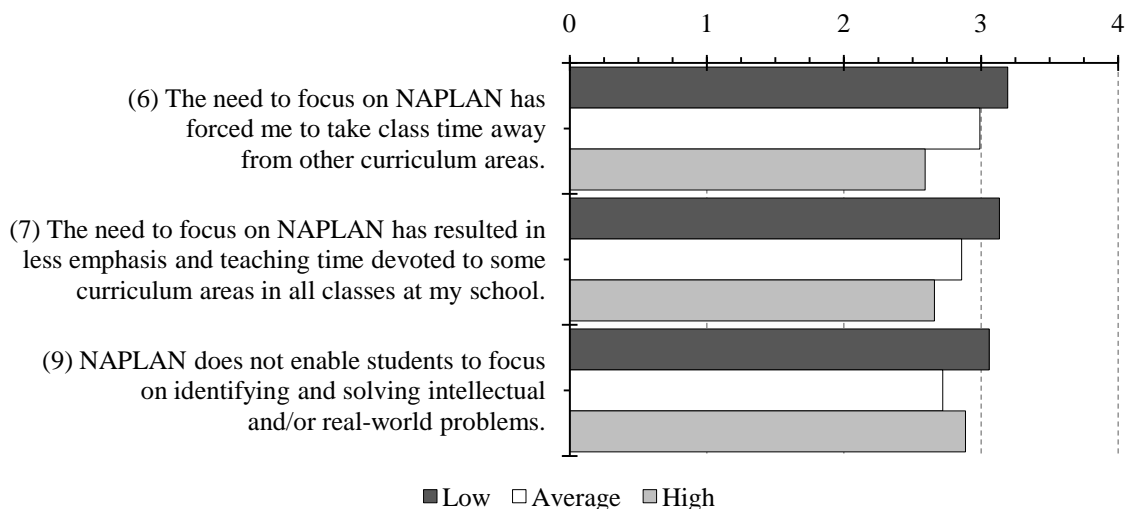 0 1 2 3 4
(6) The need to focus on NAPLAN has
forced me to take class time away
from other curriculum areas.
(7) The need to focus on NAPLAN has resulted in
less emphasis and teaching time devoted to some
curriculum areas in all classes at my school.
(9) NAPLAN does not enable students to focus
on identifying and solving intellectual
and/or real-world problems.
Low Average High